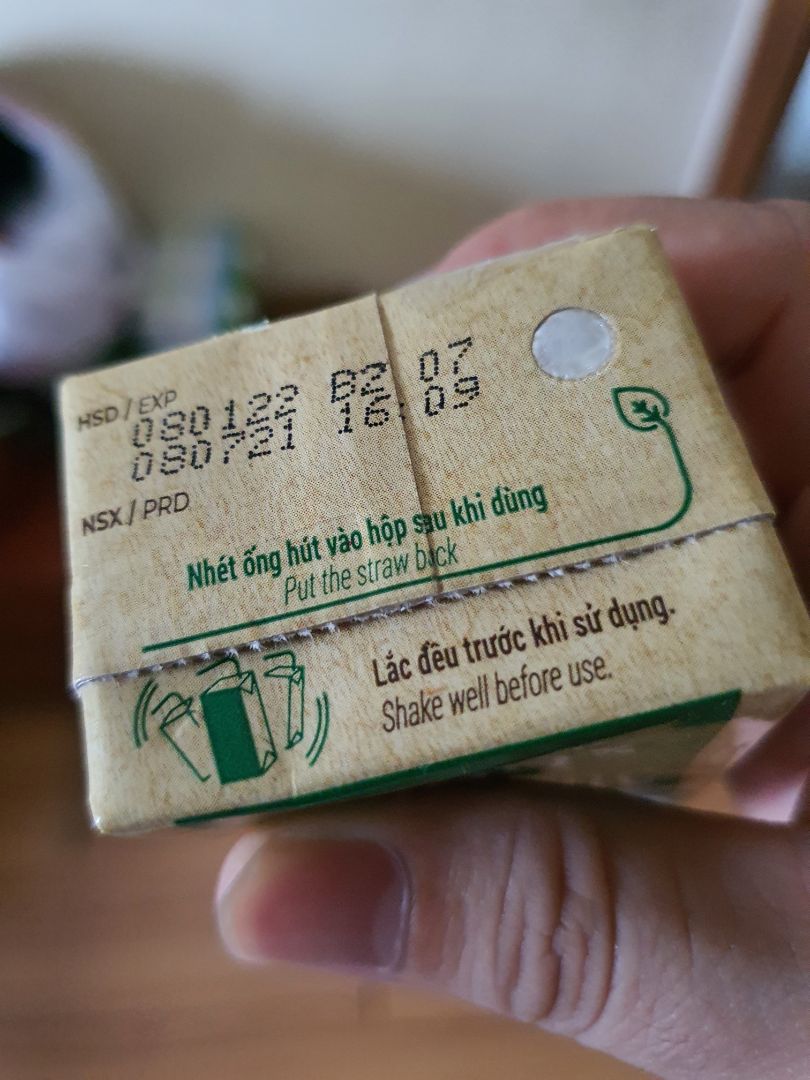 HSD / EXP
080123 B2 07
080721 16:09
NSX / PRD
Nhét ống hút vào hộp sau khi dùng
Put the straw back
Lắc đều trước khi sử dụng.
Shake well before use.